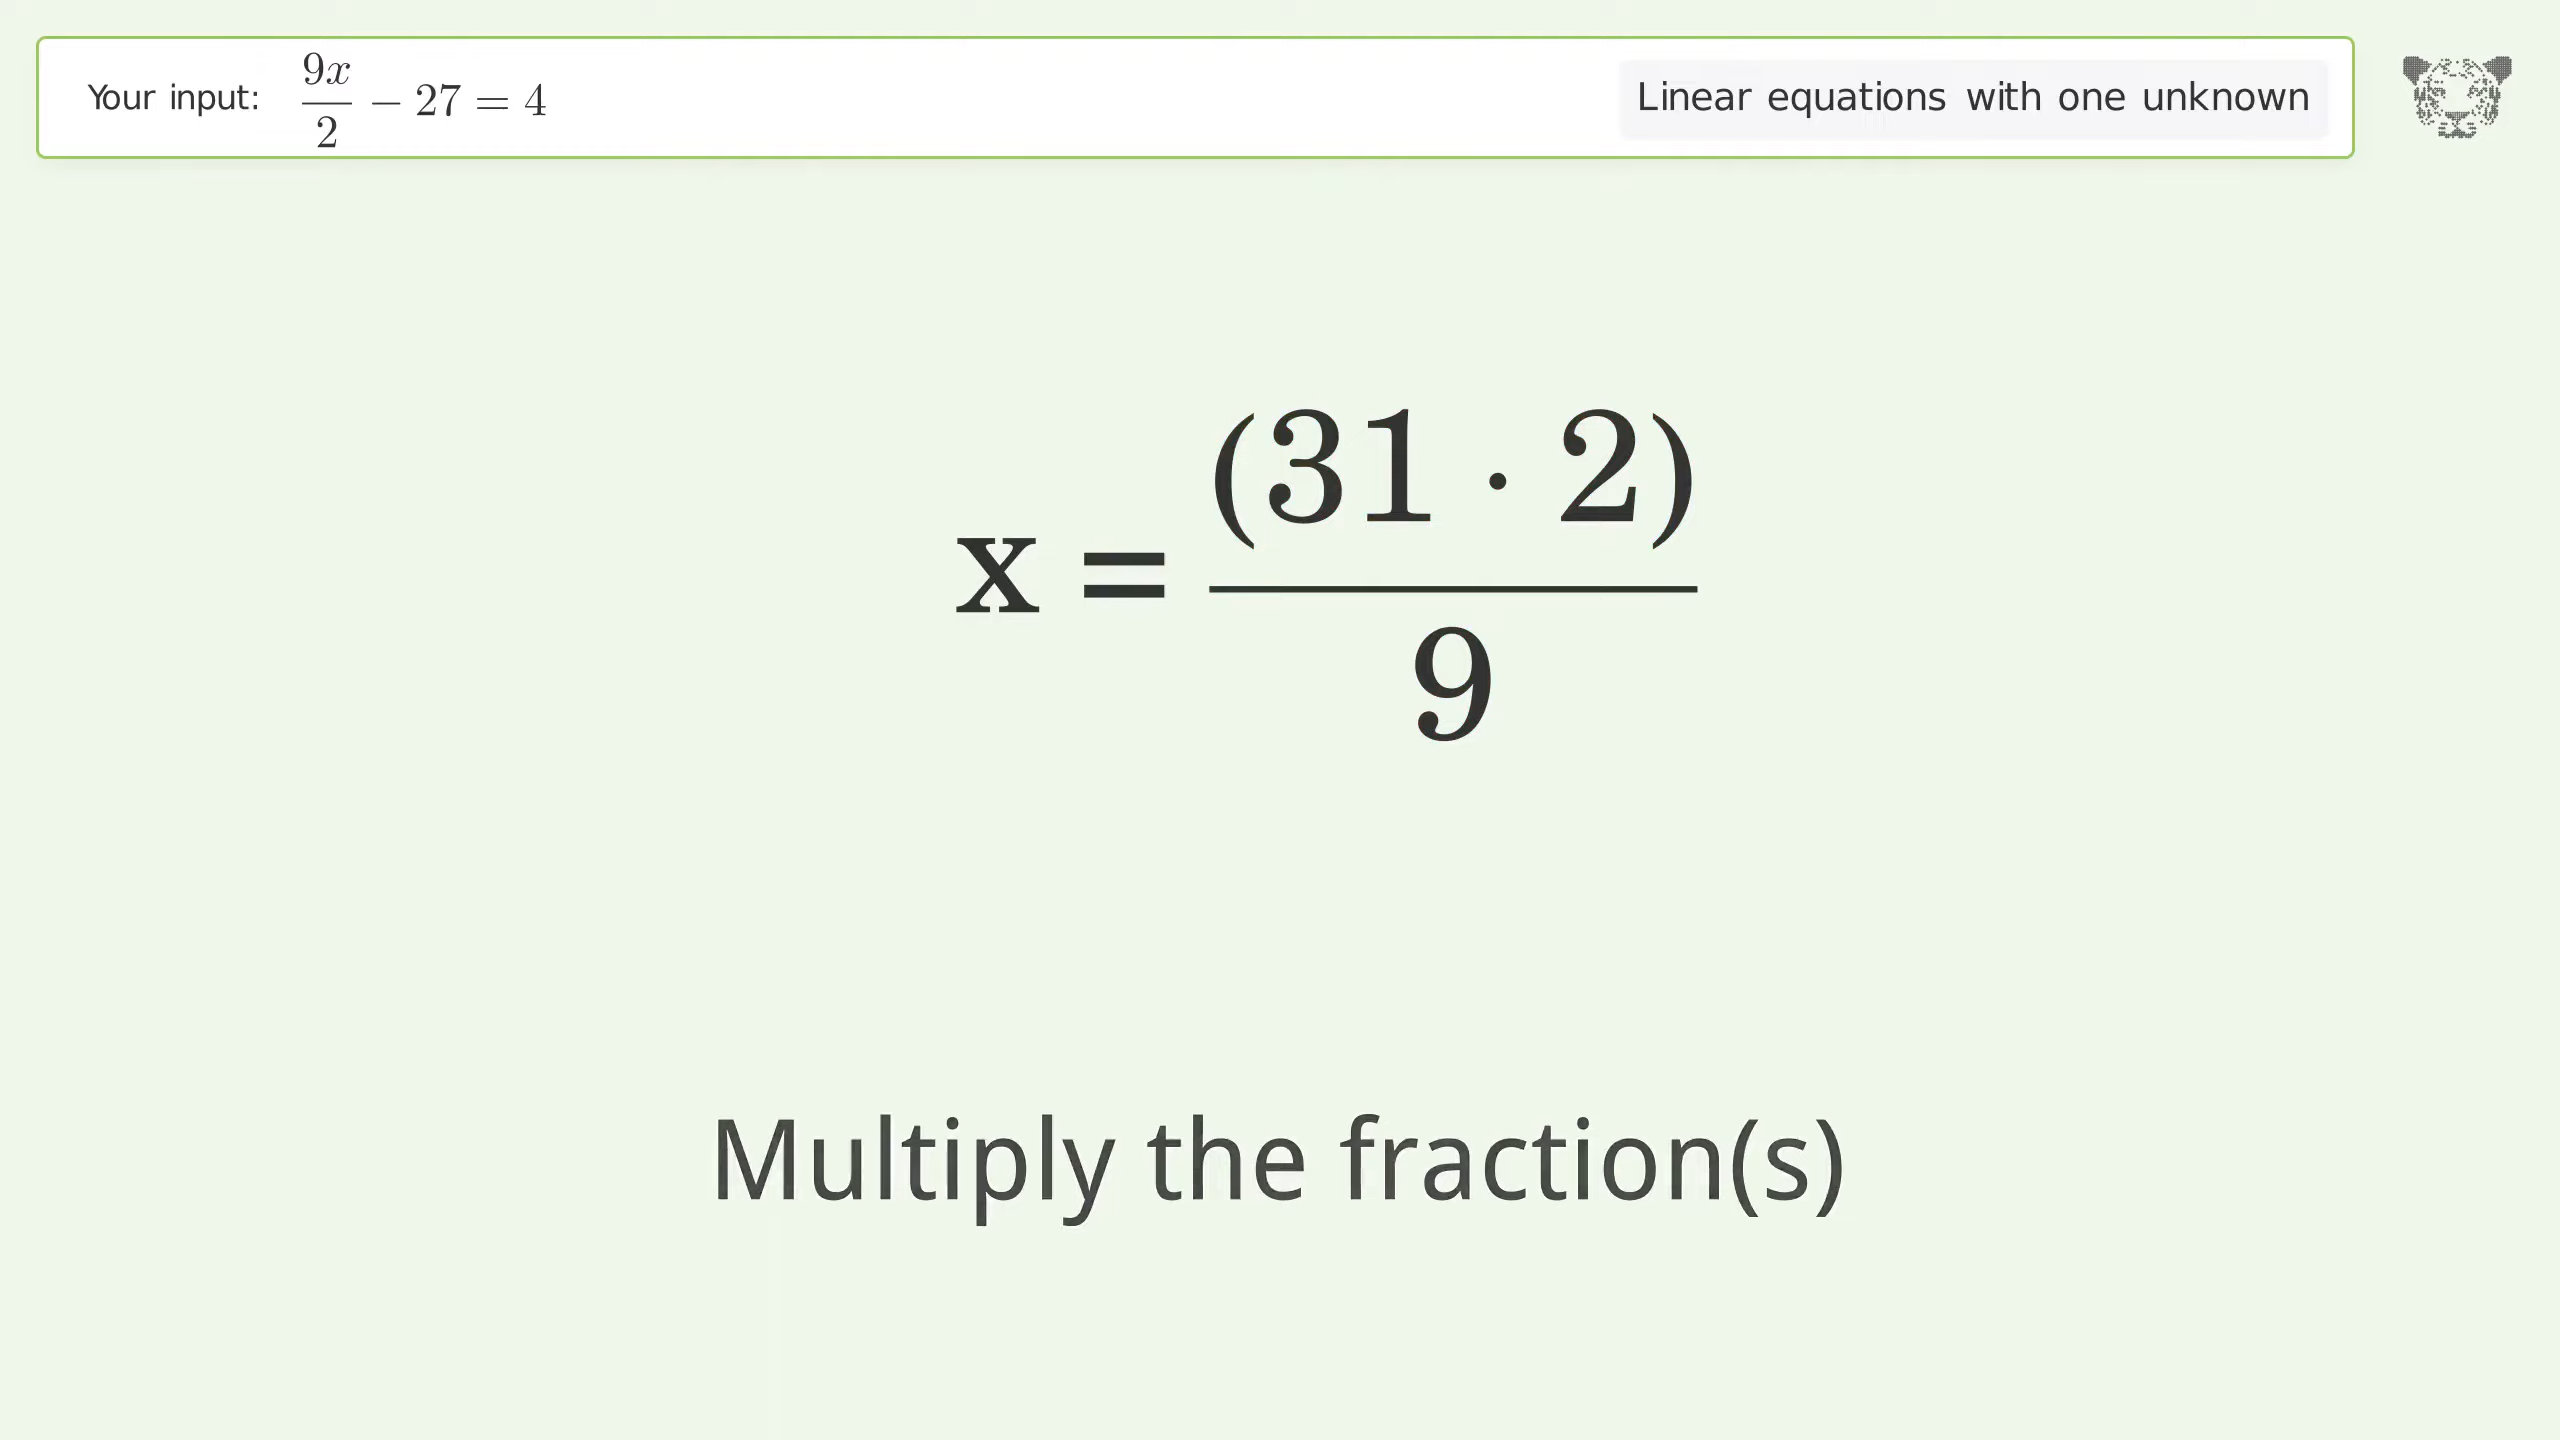 Your input: 9x/2 − 27 = 4
Linear equations with one unknown
x = (31 · 2)/9
Multiply the fraction(s)